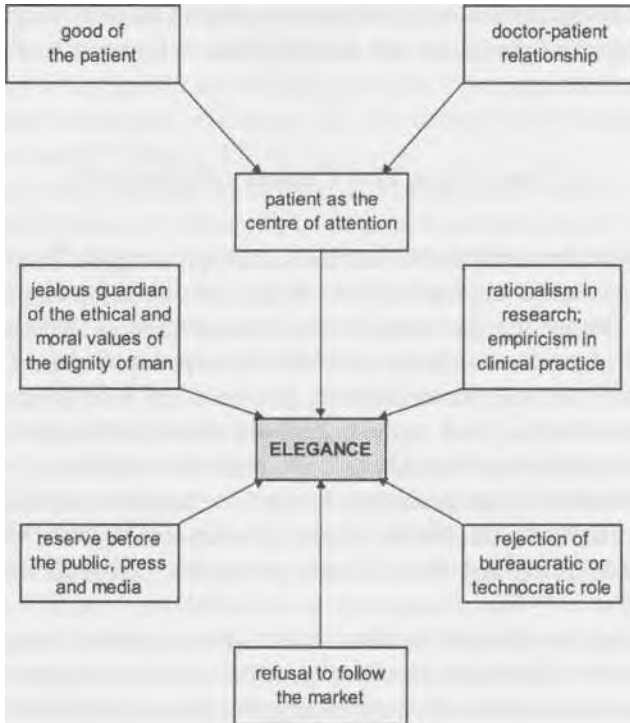 good of
the patient
doctor-patient
relationship
patient as the
centre of attention
jealous guardian
of the ethical and
moral values of
the dignity of man
rationalism in
research;
empiricism in
clinical practice
ELEGANCE
reserve before
the public, press
and media
rejection of
bureaucratic or
technocratic role
refusal to follow
the market